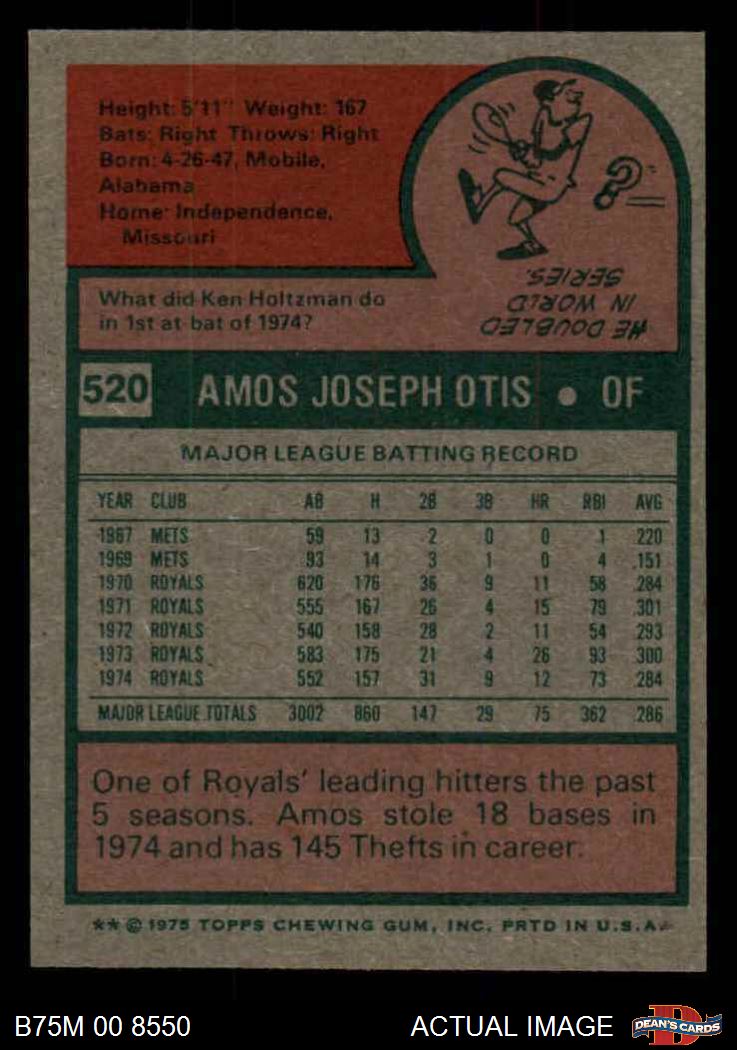 Height: 5'11" Weight: 167
Bats: Right Throws: Right
Born: 4-26-47, Mobile,
Alabama
Home: Independence,
Missouri
?
What did Ken Holtzman do
in 1st at bat of 1974?
HE DOUBLED
IN WORLD
SERIES.
520 AMOS JOSEPH OTIS • OF
MAJOR LEAGUE BATTING RECORD
YEAR CLUB AB H 2B 3B HR RBI AVG
1967 METS 59 13 2 0 0 1 .220
1969 METS 93 14 3 1 0 4 .151
1970 ROYALS 620 176 36 9 11 58 .284
1971 ROYALS 555 167 26 4 15 79 .301
1972 ROYALS 540 158 28 2 11 54 .293
1973 ROYALS 583 175 21 4 26 93 .300
1974 ROYALS 552 157 31 9 12 73 .284
MAJOR LEAGUE TOTALS 3002 860 147 29 75 362 .286
One of Royals' leading hitters the past
5 seasons. Amos stole 18 bases in
1974 and has 145 Thefts in career.
** © 1975 TOPPS CHEWING GUM, INC. PRTD IN U.S.A.
B75M 00 8550 ACTUAL IMAGE
D
DEAN'S CARDS